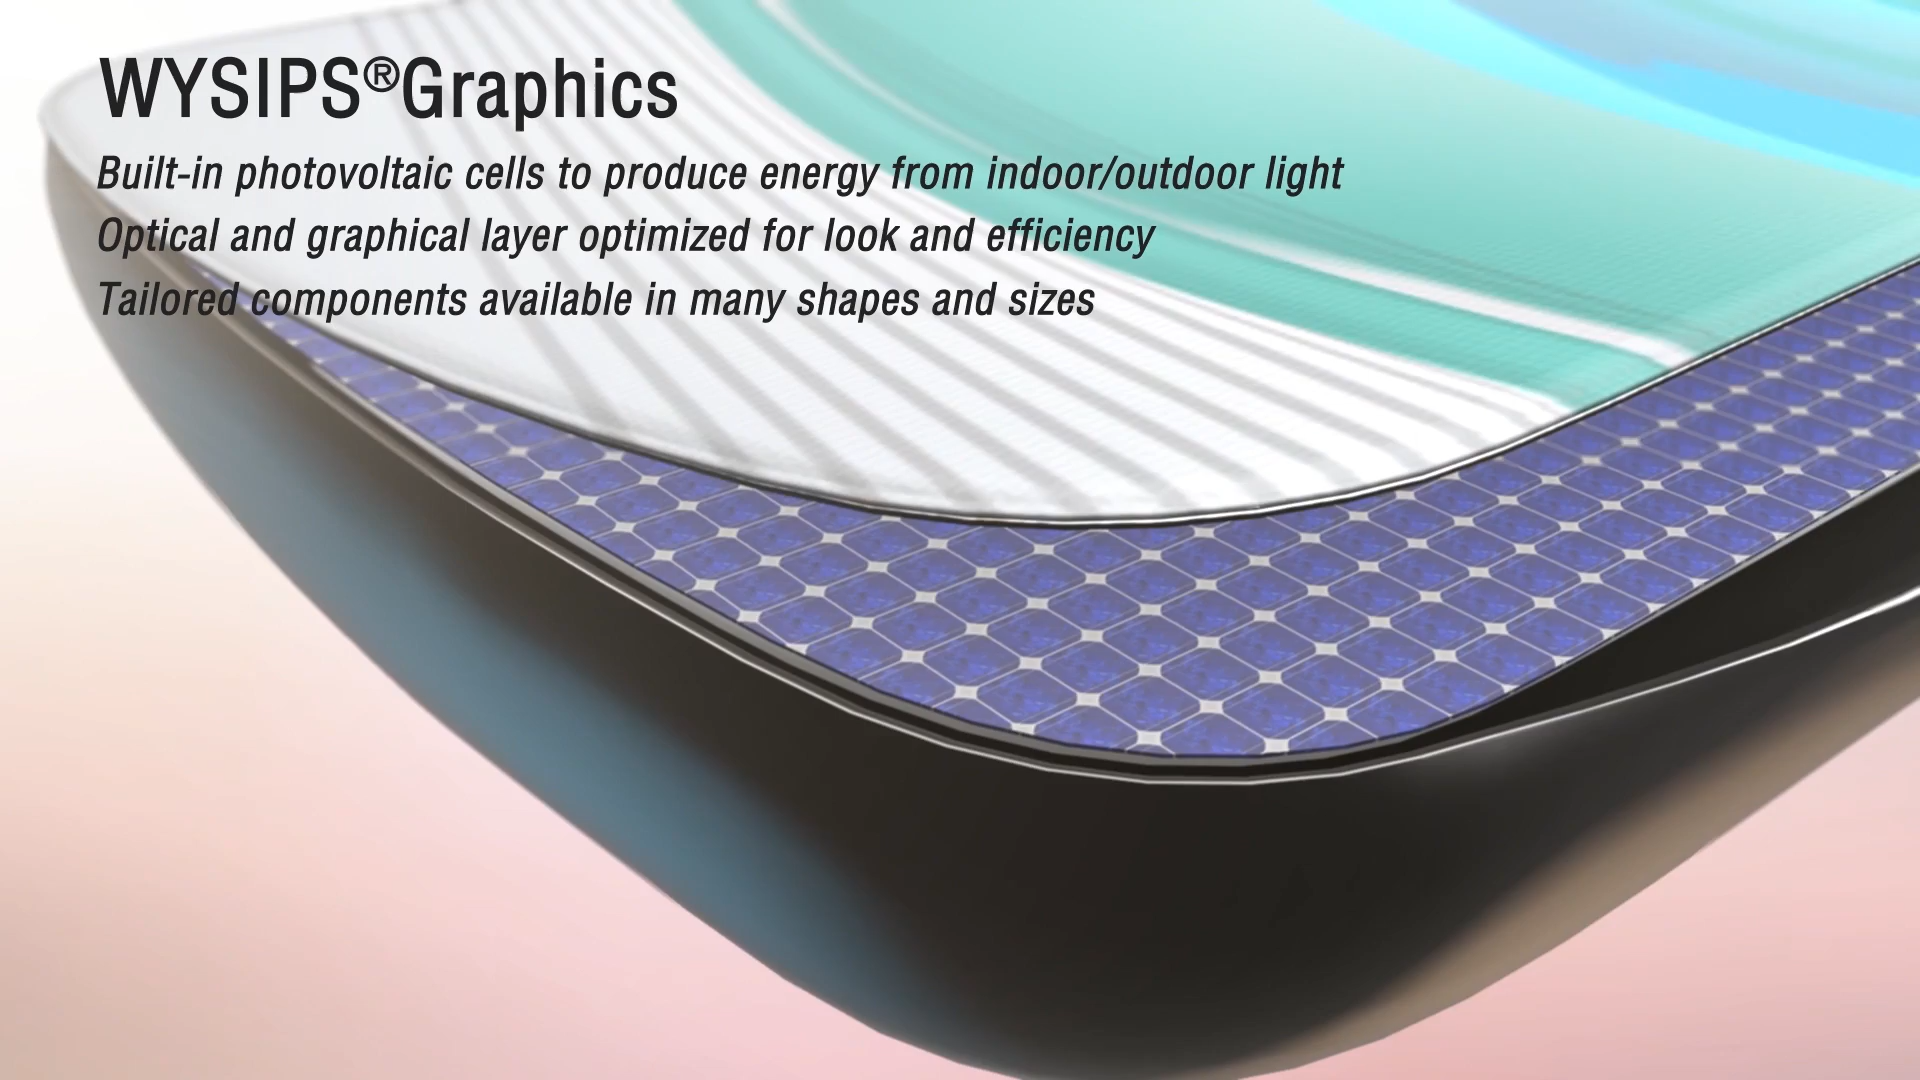 WYSIPS®Graphics
Built-in photovoltaic cells to produce energy from indoor/outdoor light
Optical and graphical layer optimized for look and efficiency
Tailored components available in many shapes and sizes